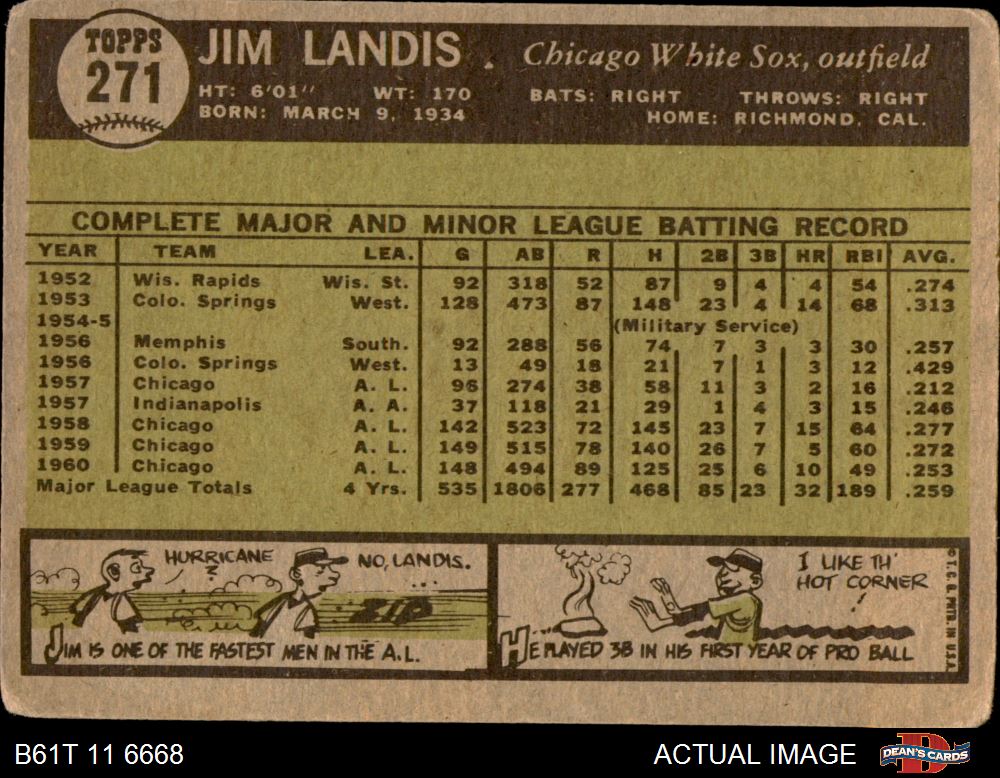 TOPPS
271
JIM LANDIS
Chicago White Sox, outfield
HT: 6'01" WT: 170 BATS: RIGHT THROWS: RIGHT
BORN: MARCH 9, 1934 HOME: RICHMOND, CAL.
COMPLETE MAJOR AND MINOR LEAGUE BATTING RECORD
YEAR TEAM LEA. G AB R H 2B 3B HR RBI AVG.
1952 Wis. Rapids Wis. St. 92 318 52 87 9 4 4 54 .274
1953 Colo. Springs West. 128 473 87 148 23 4 14 68 .313
1954-5 (Military Service)
1956 Memphis South. 92 288 56 74 7 3 3 30 .257
1956 Colo. Springs West. 13 49 18 21 7 1 3 12 .429
1957 Chicago A. L. 96 274 38 58 11 3 2 16 .212
1957 Indianapolis A. A. 37 118 21 29 1 4 3 15 .246
1958 Chicago A. L. 142 523 72 145 23 7 15 64 .277
1959 Chicago A. L. 149 515 78 140 26 7 5 60 .272
1960 Chicago A. L. 148 494 89 125 25 6 10 49 .253
Major League Totals 4 Yrs. 535 1806 277 468 85 23 32 189 .259
HURRICANE
?
NO, LANDIS.
...
ZIP
JIM IS ONE OF THE FASTEST MEN IN THE A.L.
I LIKE TH'
HOT CORNER
!
HE PLAYED 3B IN HIS FIRST YEAR OF PRO BALL
© T. C. G. PRTD. IN U.S.A.
B61T 11 6668
ACTUAL IMAGE
DEAN'S CARDS